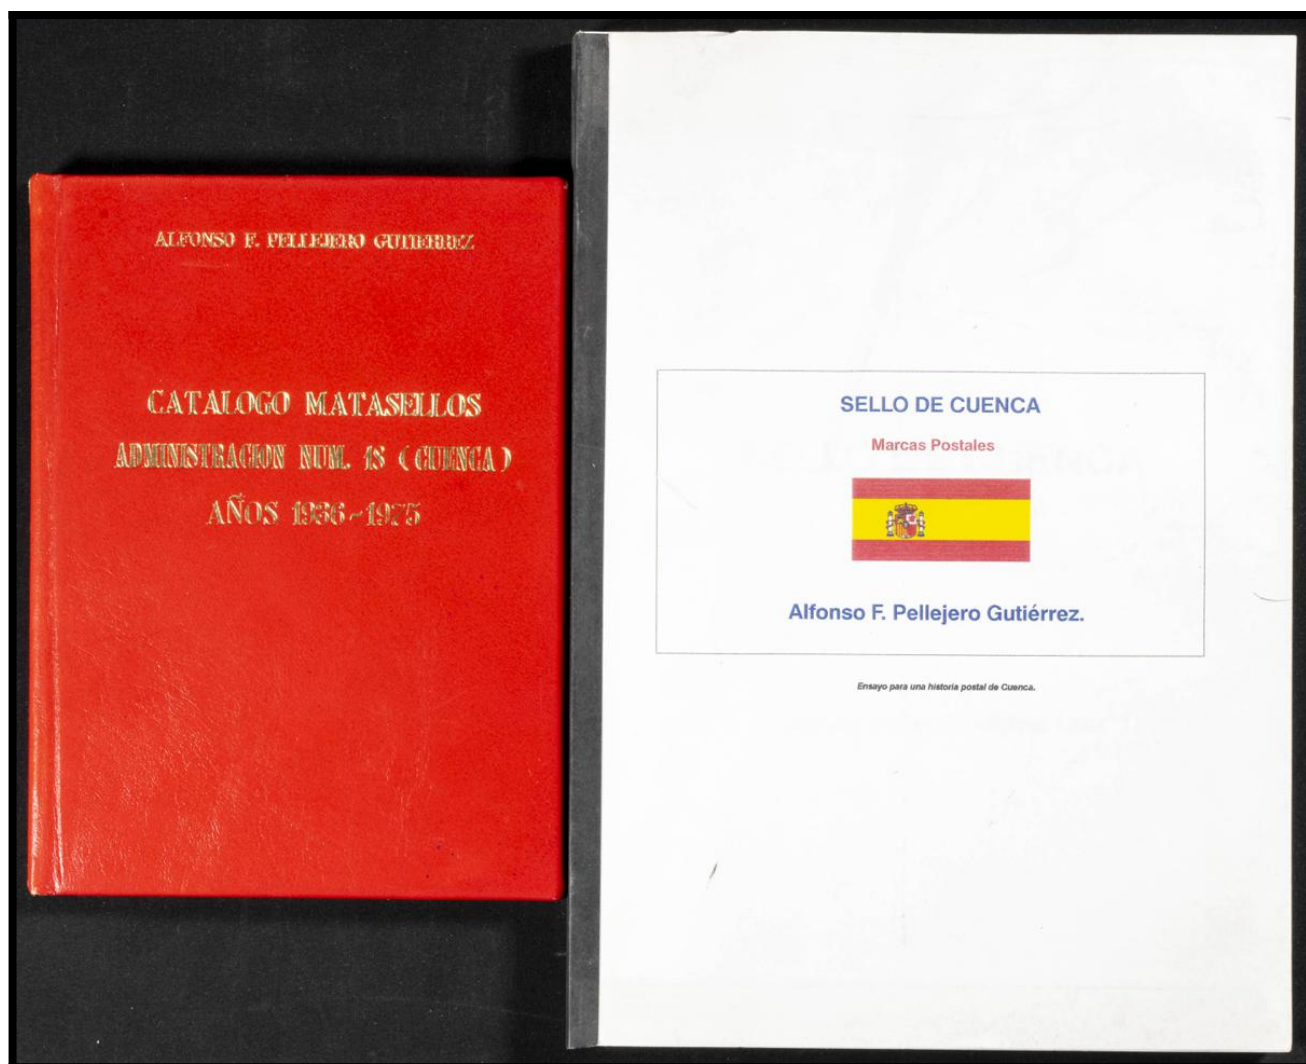 ALFONSO F. PELLEJERO GUTIERREZ
CATALOGO MATASELLOS
ADMINISTRACION NUM. 18 (CUENCA)
AÑOS 1936-1975
SELLO DE CUENCA
Marcas Postales
Alfonso F. Pellejero Gutiérrez.
Ensayo para una historia postal de Cuenca.